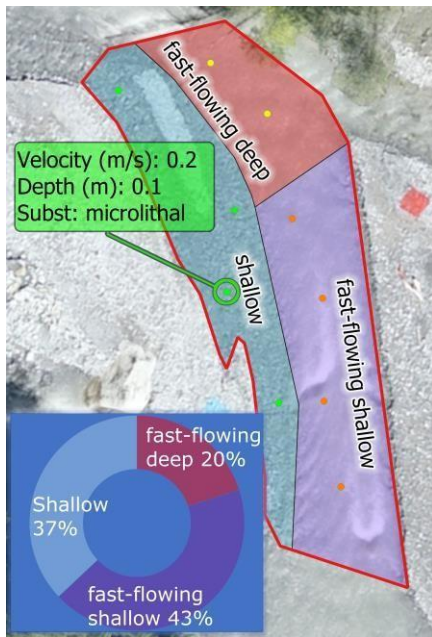 fast-flowing deep
Velocity (m/s): 0.2
Depth (m): 0.1
Subst: microlithal
shallow
fast-flowing shallow
fast-flowing
deep 20%
Shallow
37%
fast-flowing
shallow 43%